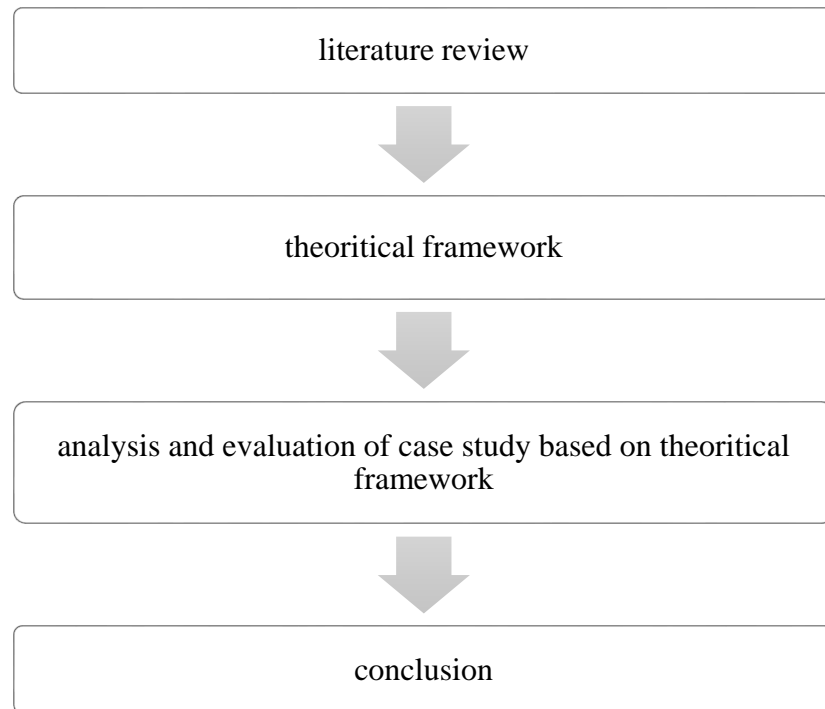 literature review
theoritical framework
analysis and evaluation of case study based on theoritical
framework
conclusion